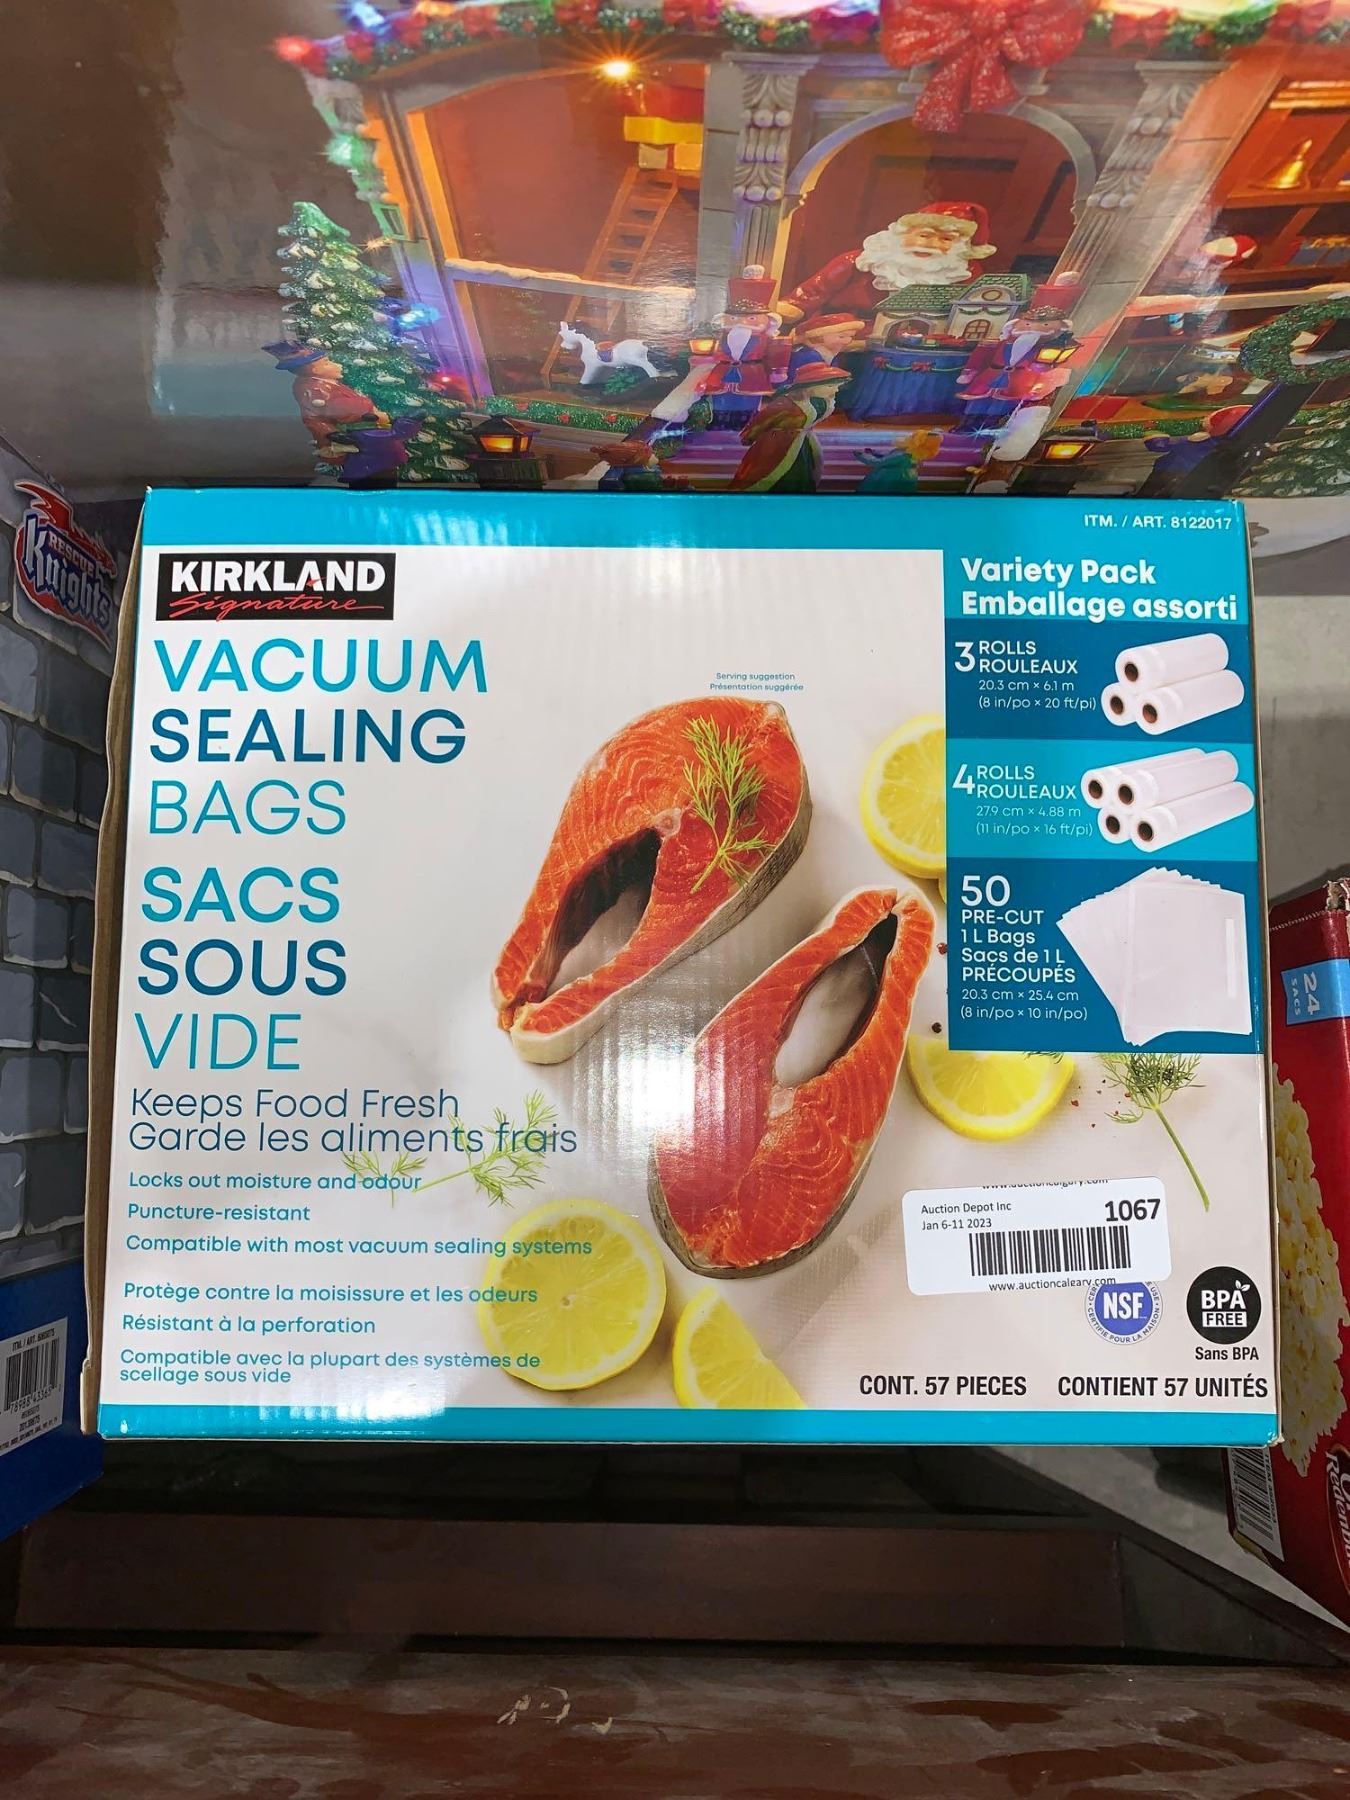 ITM. / ART. 8122017
KIRKLAND
Signature
Variety Pack
Emballage assorti
3 ROLLS
ROULEAUX
20.3 cm × 6.1 m
(8 in/po × 20 ft/pi)
4 ROLLS
ROULEAUX
27.9 cm × 4.88 m
(11 in/po × 16 ft/pi)
50
PRE-CUT
1 L Bags
Sacs de 1 L
PRÉCOUPÉS
20.3 cm × 25.4 cm
(8 in/po × 10 in/po)
VACUUM
SEALING
BAGS
SACS
SOUS
VIDE
Serving suggestion
Présentation suggérée
Keeps Food Fresh
Garde les aliments frais
Locks out moisture and odour
Puncture-resistant
Compatible with most vacuum sealing systems
Protège contre la moisissure et les odeurs
Résistant à la perforation
Compatible avec la plupart des systèmes de
scellage sous vide
Auction Depot Inc
Jan 6-11 2023
1067
www.auctioncalgary.com
NSF
POUR LA MAISON
BPA
FREE
Sans BPA
CONT. 57 PIECES CONTIENT 57 UNITÉS
RESCUE
Knights
24
SACS